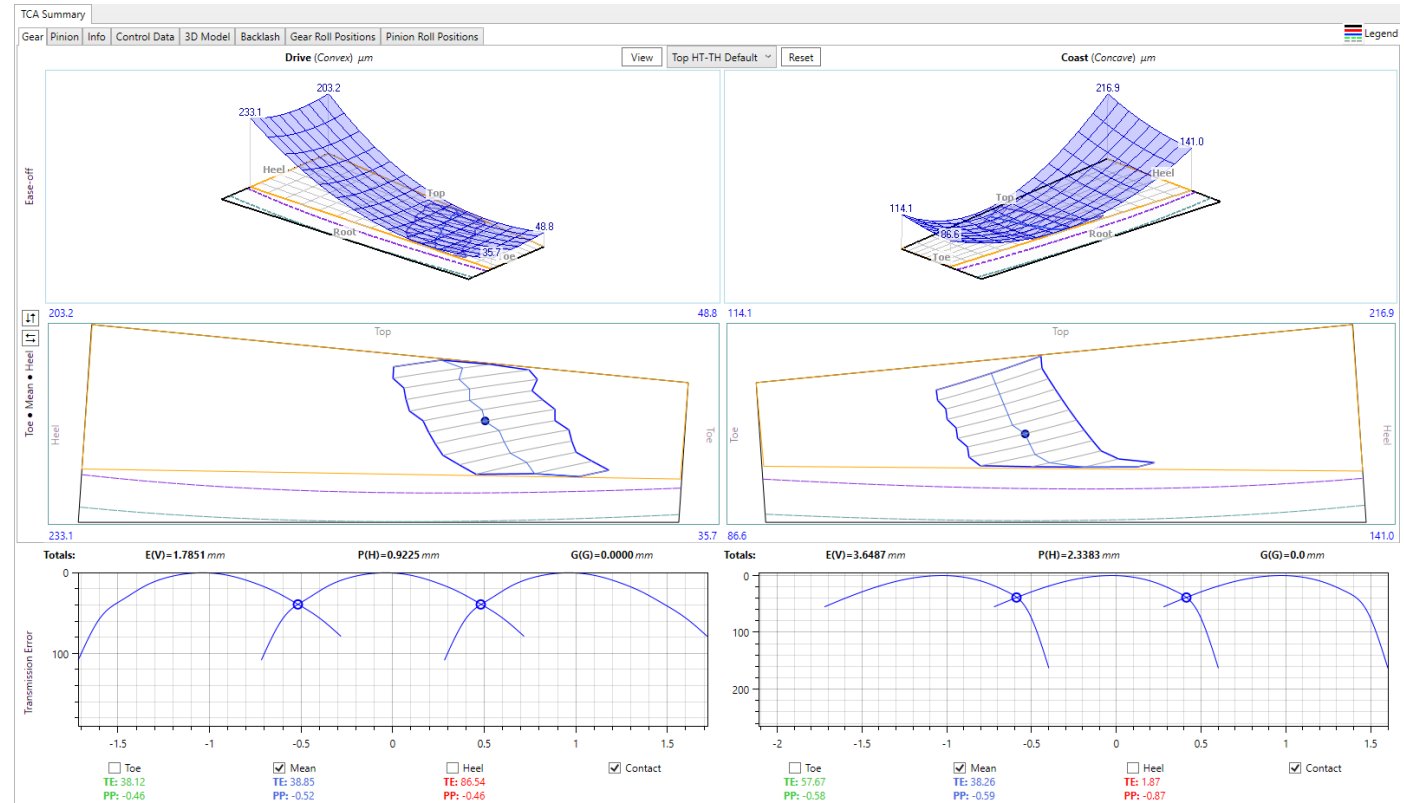 TCA Summary
Gear Pinion Info Control Data 3D Model Backlash Gear Roll Positions Pinion Roll Positions
Legend
Drive (Convex) μm
View Top HT-TH Default Reset
Coast (Concave) μm
Ease-off
203.2
233.1
Heel
Top
Root
48.8
35.7
Toe
216.9
141.0
Heel
Top
114.1
86.6
Root
Toe
203.2 48.8 114.1 216.9
Toe • Mean • Heel
Top
Heel
Toe
Top
Toe
Heel
233.1 35.7 86.6 141.0
Totals: E(V)=1.7851 mm P(H)=0.9225 mm G(G)=0.0000 mm
Totals: E(V)=3.6487 mm P(H)=2.3383 mm G(G)=0.0 mm
Transmission Error
0
100
-1.5 -1 -0.5 0 0.5 1 1.5
0
100
200
-2 -1.5 -1 -0.5 0 0.5 1 1.5
Toe Mean Heel Contact
TE: 38.12 TE: 38.85 TE: 86.54
PP: -0.46 PP: -0.52 PP: -0.46
Toe Mean Heel Contact
TE: 57.67 TE: 38.26 TE: 1.87
PP: -0.58 PP: -0.59 PP: -0.87